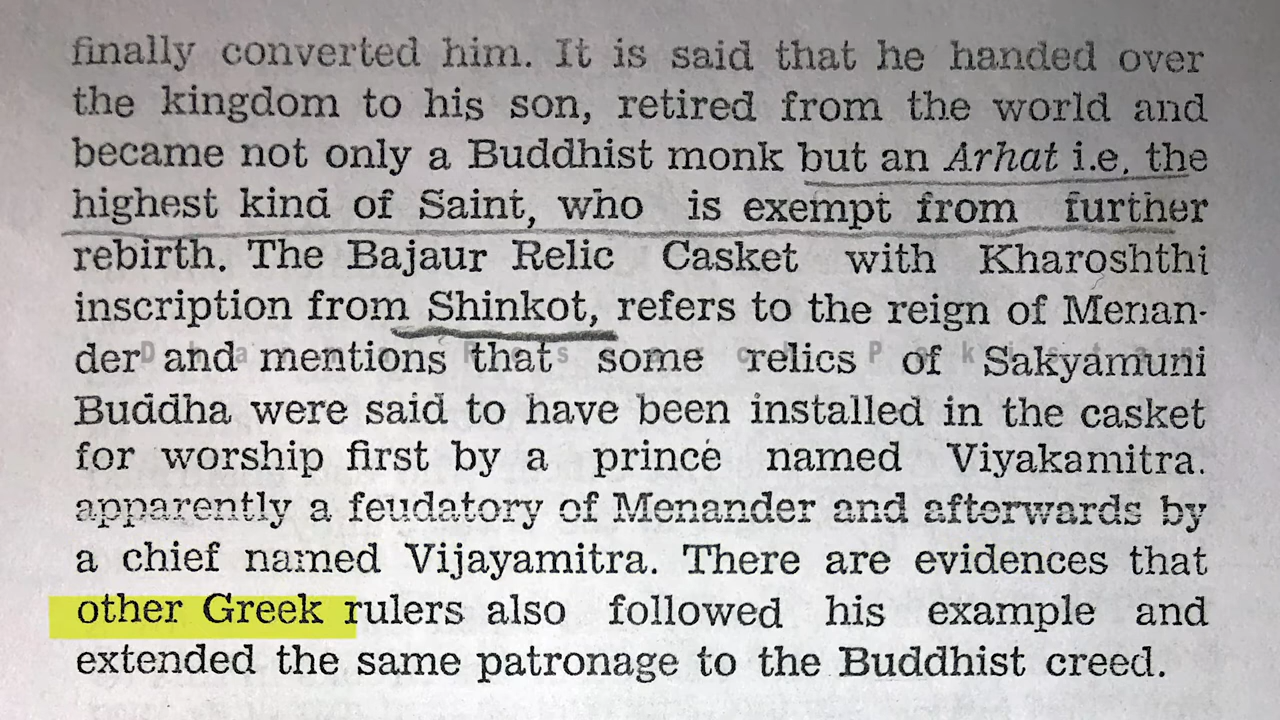 finally converted him. It is said that he handed over
the kingdom to his son, retired from the world and
became not only a Buddhist monk but an Arhat i.e. the
highest kind of Saint, who is exempt from further
rebirth. The Bajaur Relic Casket with Kharoshthi
inscription from Shinkot, refers to the reign of Menan-
der and mentions that some relics of Sakyamuni
Buddha were said to have been installed in the casket
for worship first by a prince named Viyakamitra.
apparently a feudatory of Menander and afterwards by
a chief named Vijayamitra. There are evidences that
other Greek rulers also followed his example and
extended the same patronage to the Buddhist creed.